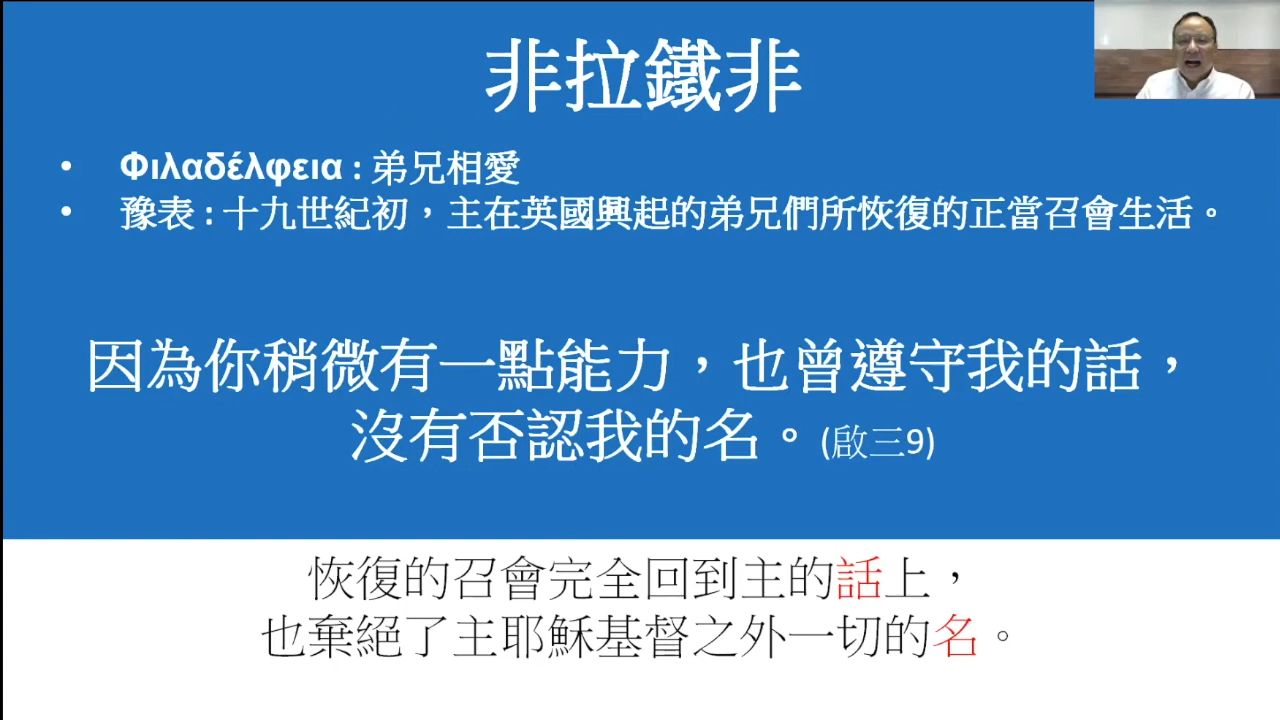 非拉鐵非
• Φιλαδέλφεια : 弟兄相愛
• 豫表 : 十九世紀初，主在英國興起的弟兄們所恢復的正當召會生活。
因為你稍微有一點能力，也曾遵守我的話，
沒有否認我的名。(啟三9)
恢復的召會完全回到主的話上，
也棄絕了主耶穌基督之外一切的名。